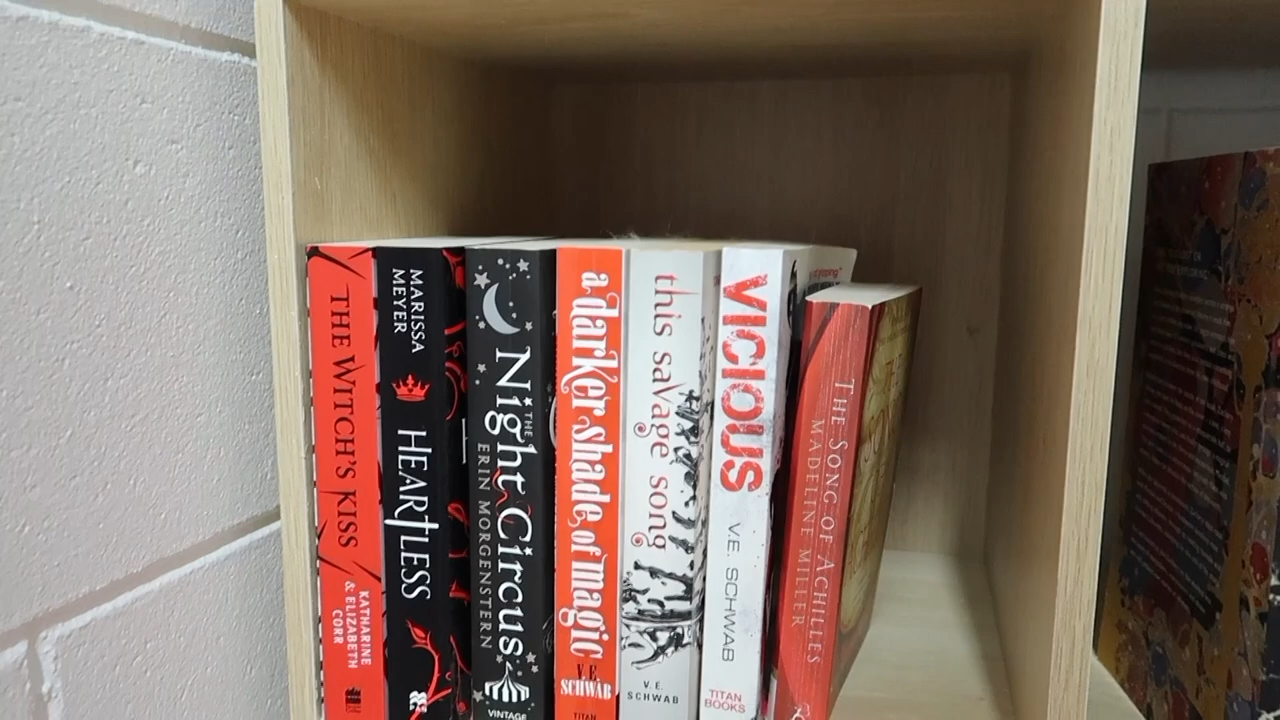 THE WITCH'S KISS
KATHARINE
& ELIZABETH
CORR
MARISSA
MEYER
HEARTLESS
THE
Night Circus
ERIN MORGENSTERN
VINTAGE
a darker shade of magic
V.E.
SCHWAB
TITAN
this savage song
V.E.
SCHWAB
VICIOUS
V.E. SCHWAB
TITAN
BOOKS
THE SONG OF ACHILLES
MADELINE MILLER